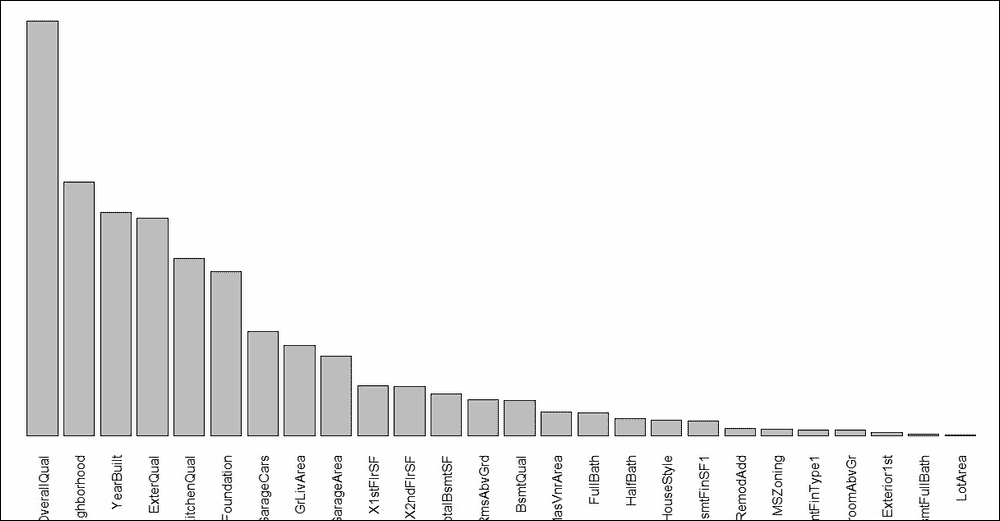 OverallQual
ghborhood
YearBuilt
ExterQual
itchenQual
Foundation
GarageCars
GrLivArea
GarageArea
X1stFlrSF
X2ndFlrSF
otalBsmtSF
RmsAbvGrd
BsmtQual
MasVnrArea
FullBath
HalfBath
HouseStyle
smtFinSF1
RemodAdd
MSZoning
ntFinType1
roomAbvGr
Exterior1st
mtFullBath
LotArea